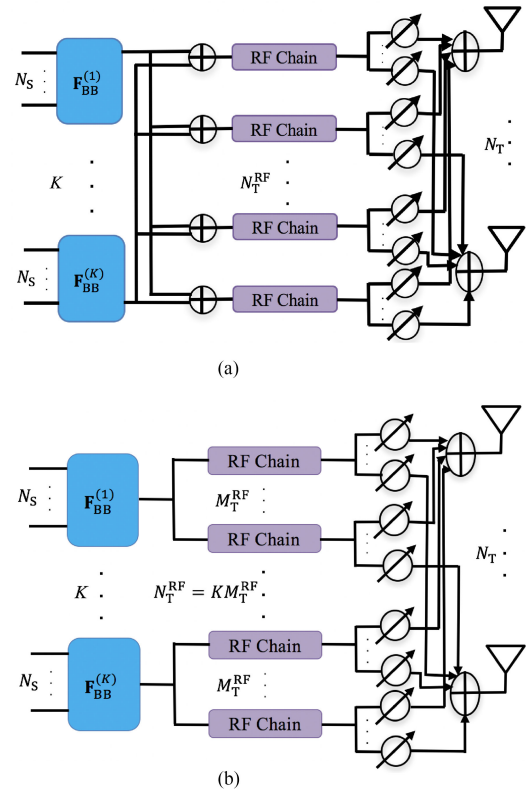 RF Chain
N_S F_BB^(1)
RF Chain
N_T
K N_T^RF
RF Chain
N_S F_BB^(K)
RF Chain
(a)
RF Chain
N_S F_BB^(1) M_T^RF
RF Chain
N_T
K N_T^RF = KM_T^RF
RF Chain
N_S F_BB^(K) M_T^RF
RF Chain
(b)